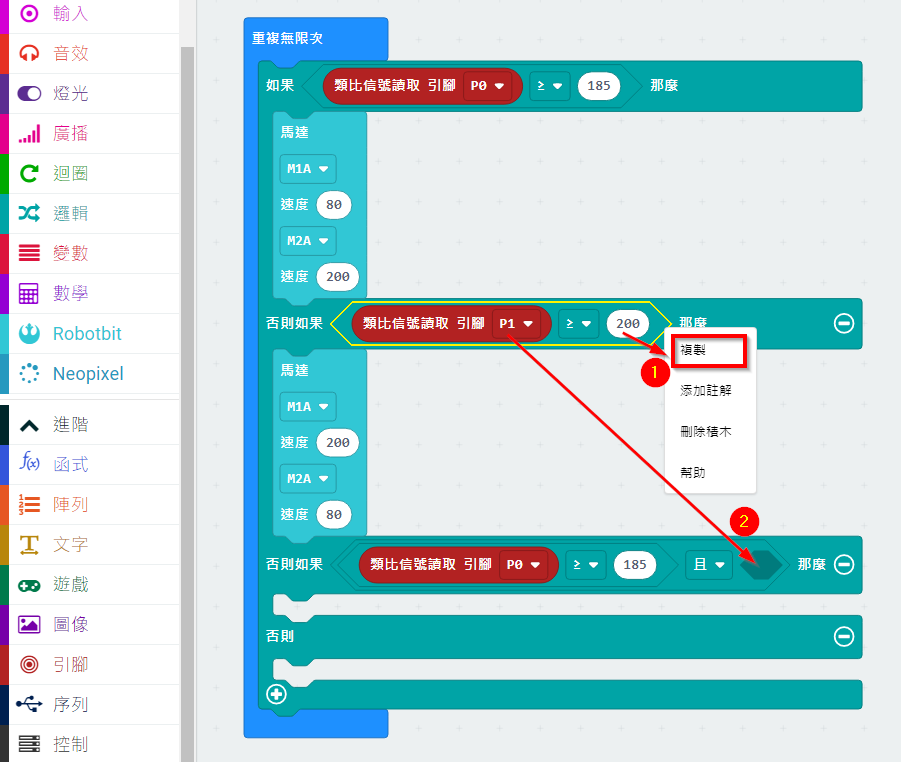 輸入
音效
燈光
廣播
迴圈
邏輯
變數
數學
Robotbit
Neopixel
進階
函式
陣列
文字
遊戲
圖像
引腳
序列
控制
重複無限次
如果 類比信號讀取 引腳 P0 ≥ 185 那麼
馬達
M1A
速度 80
M2A
速度 200
否則如果 類比信號讀取 引腳 P1 ≥ 200 那麼
1
複製
添加註解
刪除積木
幫助
馬達
M1A
速度 200
M2A
速度 80
2
否則如果 類比信號讀取 引腳 P0 ≥ 185 且 那麼
否則